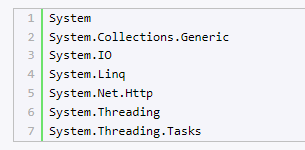 1 System
2 System.Collections.Generic
3 System.IO
4 System.Linq
5 System.Net.Http
6 System.Threading
7 System.Threading.Tasks